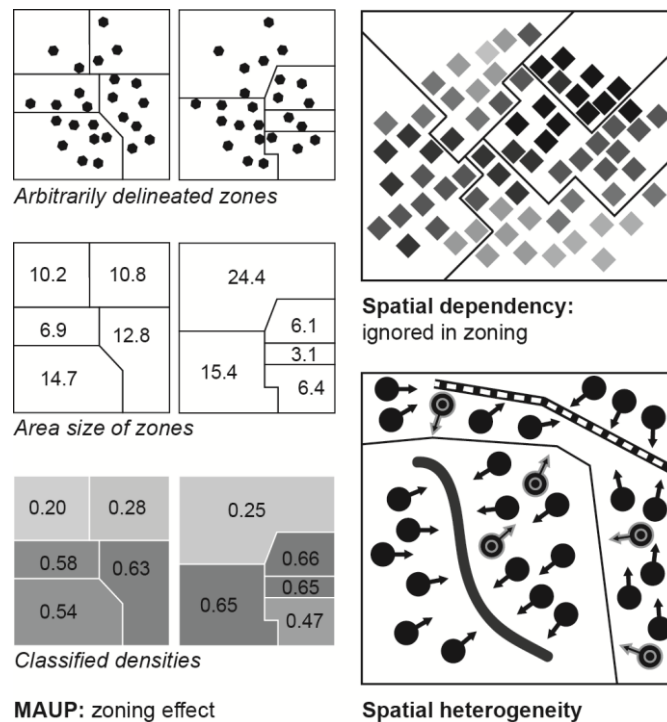 Arbitrarily delineated zones
10.2
10.8
6.9
12.8
14.7
24.4
6.1
3.1
15.4
6.4
Area size of zones
0.20
0.28
0.58
0.63
0.54
0.25
0.66
0.65
0.65
0.47
Classified densities
MAUP: zoning effect
Spatial dependency:
ignored in zoning
Spatial heterogeneity